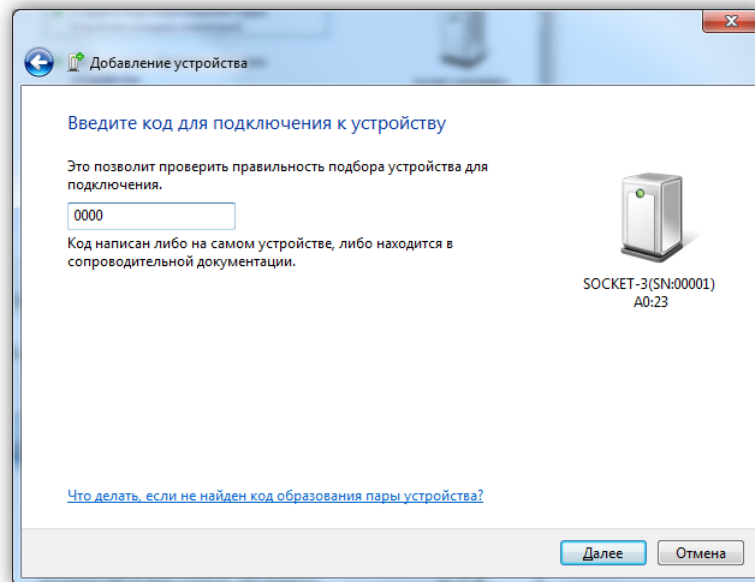 Добавление устройства
Введите код для подключения к устройству
Это позволит проверить правильность подбора устройства для
подключения.
0000
Код написан либо на самом устройстве, либо находится в
сопроводительной документации.
SOCKET-3(SN:00001)
A0:23
Что делать, если не найден код образования пары устройства?
Далее
Отмена